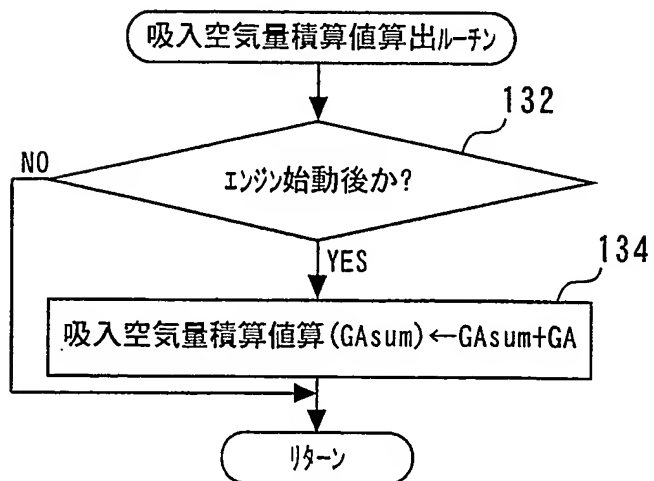 吸入空気量積算値算出ﾙｰﾁﾝ
132
NO
ｴﾝｼﾞﾝ始動後か?
YES
134
吸入空気量積算値算(GAsum)←GAsum+GA
ﾘﾀｰﾝ